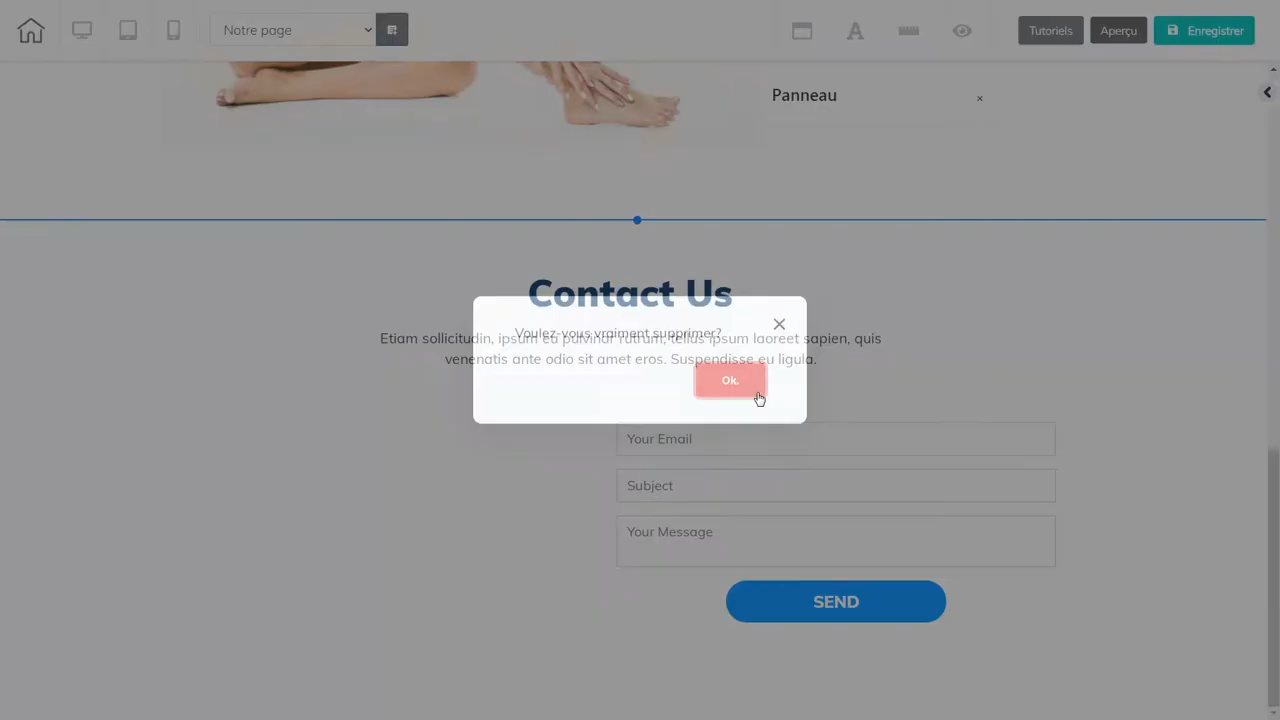 Notre page
Tutoriels
Aperçu
Enregistrer
Panneau
Contact Us
Voulez-vous vraiment supprimer?
Etiam sollicitudin, ipsum eu pulvinar rutrum, tellus ipsum laoreet sapien, quis
venenatis ante odio sit amet eros. Suspendisse eu ligula.
Ok.
Your Email
Subject
Your Message
SEND